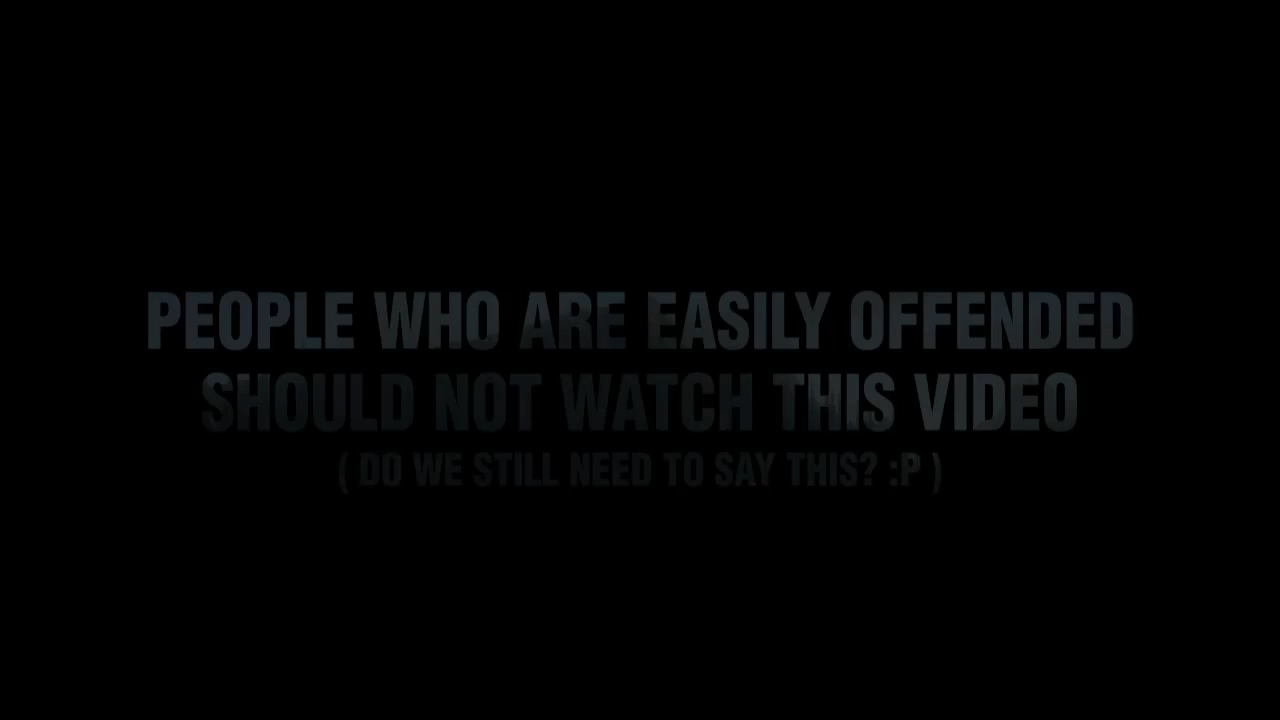 PEOPLE WHO ARE EASILY OFFENDED
SHOULD NOT WATCH THIS VIDEO
( DO WE STILL NEED TO SAY THIS? :P )